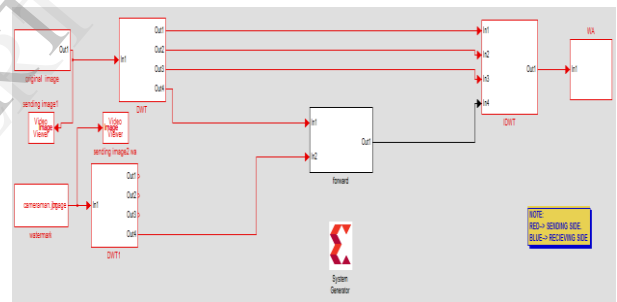 Out1
original image
sending image1
Video
Viewer
Image
In1
Out1
Out2
Out3
Out4
DWT
Image
Video
Viewer
sending image2 wa
cameraman.jpg
watermark
In1
Out1
Out2
Out3
Out4
DWT1
In1
In2
Out1
forward
In1
In2
In3
In4
Out1
IDWT
WA
In1
System
Generator
NOTE:
RED--> SENDING SIDE.
BLUE--> RECIEVING SIDE